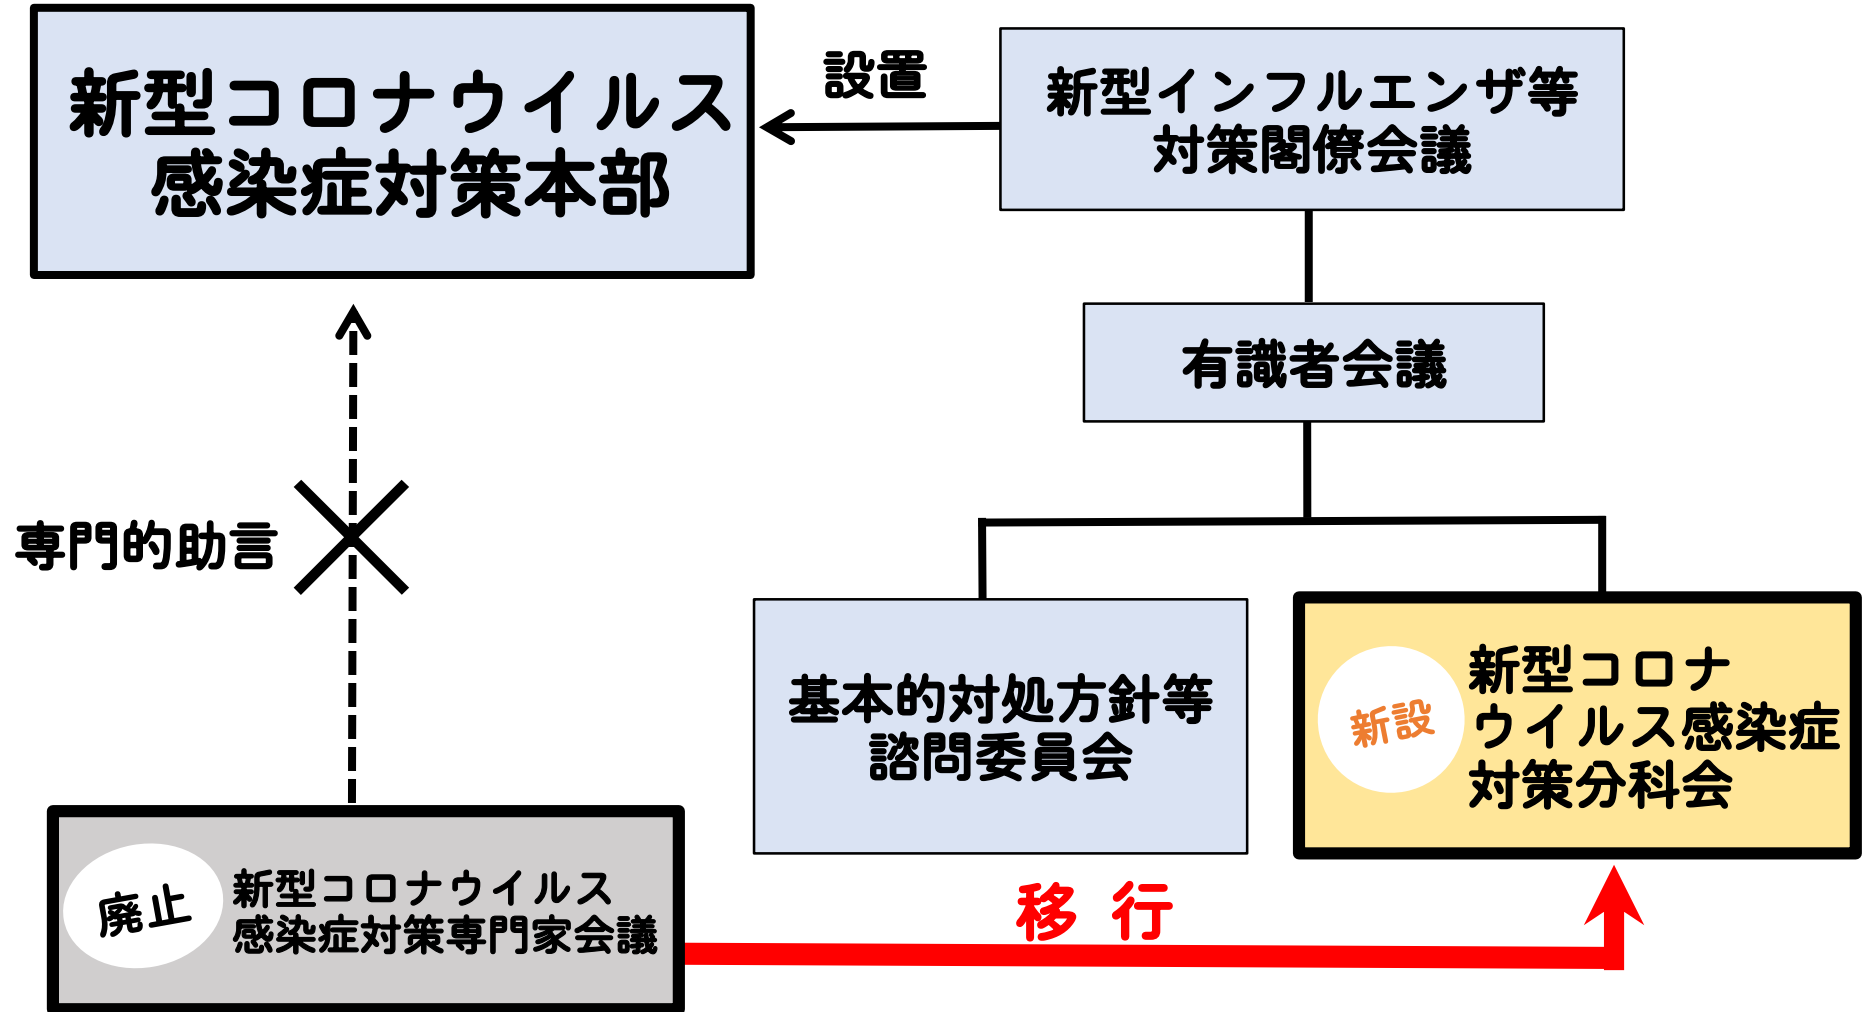 新型コロナウイルス
感染症対策本部
設置
新型インフルエンザ等
対策閣僚会議
有識者会議
専門的助言
基本的対処方針等
諮問委員会
新設
新型コロナ
ウイルス感染症
対策分科会
廃止
新型コロナウイルス
感染症対策専門家会議
移行